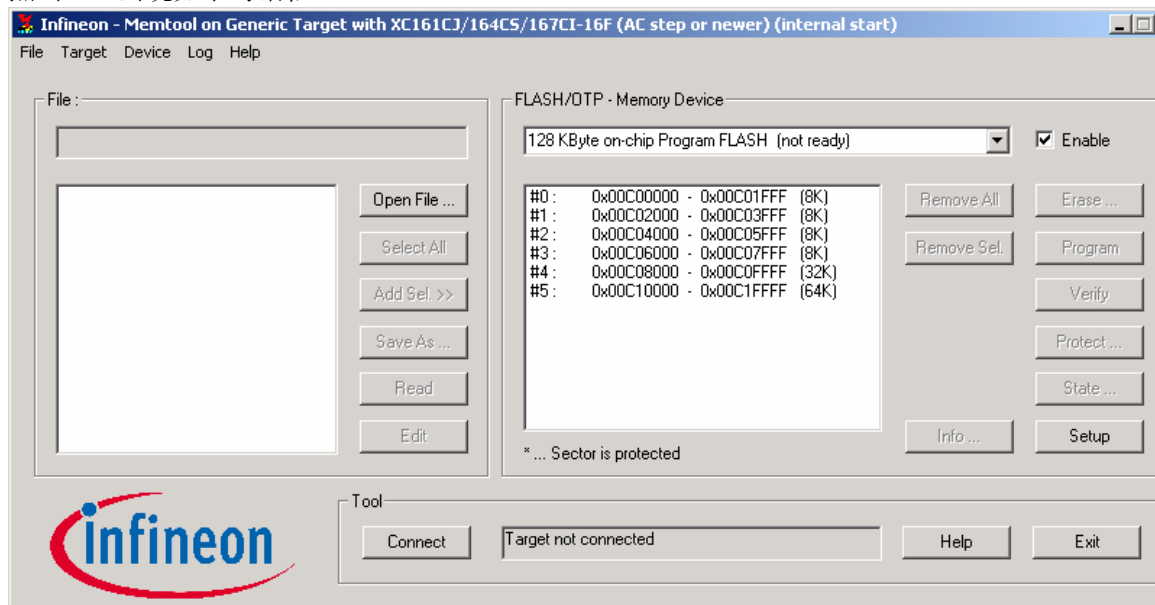 Infineon - Memtool on Generic Target with XC161CJ/164CS/167CI-16F (AC step or newer) (internal start)
File Target Device Log Help
File :
Open File ...
Select All
Add Sel. >>
Save As ...
Read
Edit
FLASH/OTP - Memory Device
128 KByte on-chip Program FLASH (not ready)
Enable
#0 : 0x00C00000 - 0x00C01FFF (8K)
#1 : 0x00C02000 - 0x00C03FFF (8K)
#2 : 0x00C04000 - 0x00C05FFF (8K)
#3 : 0x00C06000 - 0x00C07FFF (8K)
#4 : 0x00C08000 - 0x00C0FFFF (32K)
#5 : 0x00C10000 - 0x00C1FFFF (64K)
* ... Sector is protected
Remove All
Remove Sel.
Info ...
Erase ...
Program
Verify
Protect ...
State ...
Setup
infineon
Tool
Connect
Target not connected
Help
Exit